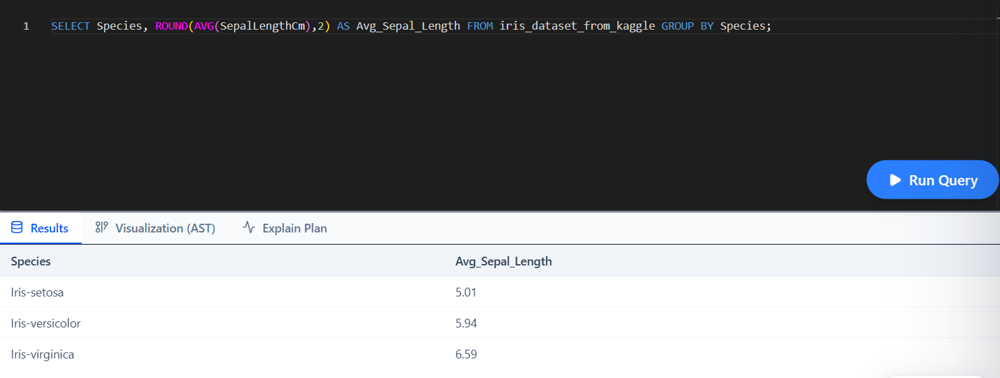 1 SELECT Species, ROUND(AVG(SepalLengthCm),2) AS Avg_Sepal_Length FROM iris_dataset_from_kaggle GROUP BY Species;
Run Query
Results Visualization (AST) Explain Plan
Species Avg_Sepal_Length
Iris-setosa 5.01
Iris-versicolor 5.94
Iris-virginica 6.59